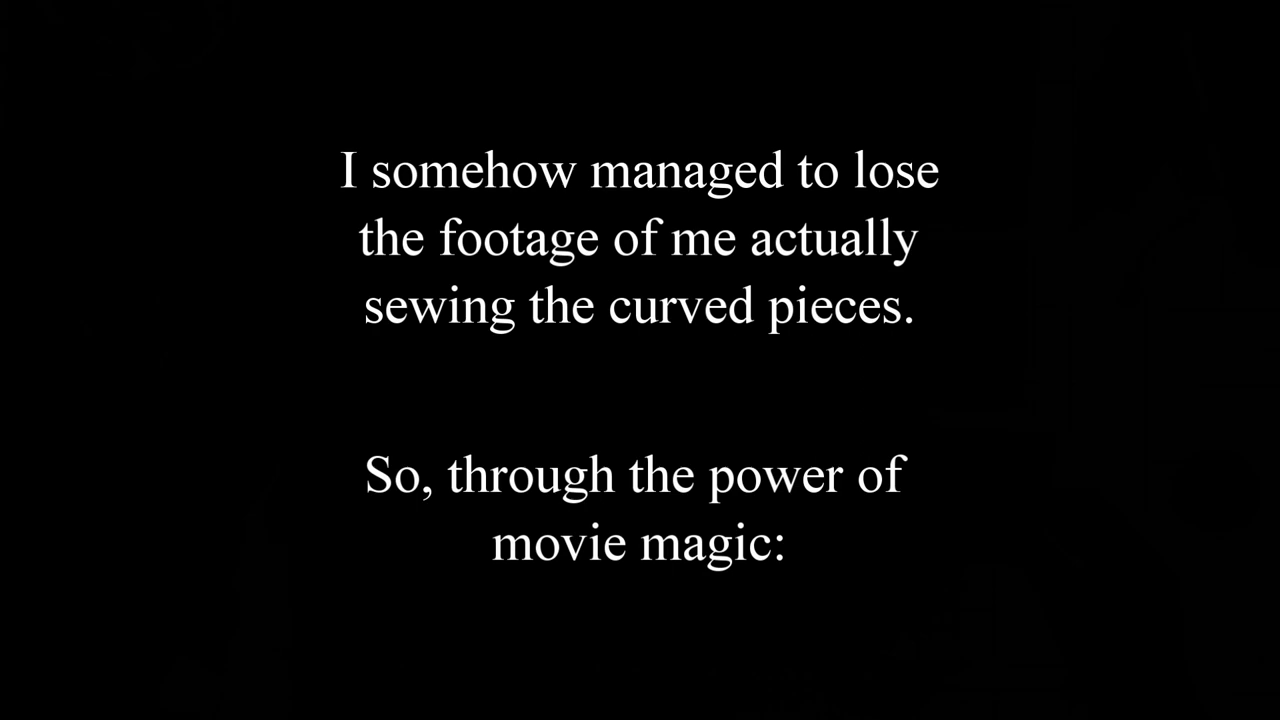 I somehow managed to lose
the footage of me actually
sewing the curved pieces.
So, through the power of
movie magic: